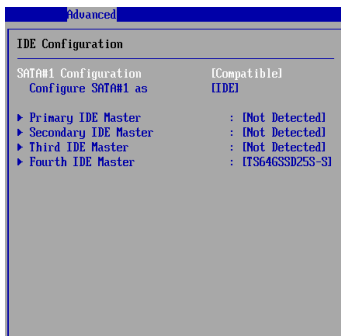 Advanced
IDE Configuration
SATA#1 Configuration [Compatible]
Configure SATA#1 as [IDE]
▶ Primary IDE Master : [Not Detected]
▶ Secondary IDE Master : [Not Detected]
▶ Third IDE Master : [Not Detected]
▶ Fourth IDE Master : [TS64GSSD25S-S]